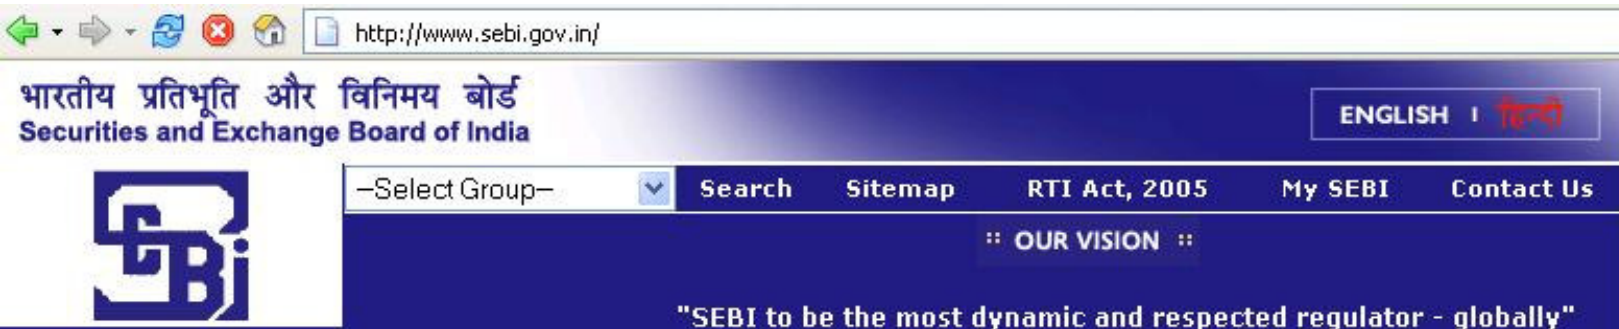 http://www.sebi.gov.in/
भारतीय प्रतिभूति और विनिमय बोर्ड
Securities and Exchange Board of India
ENGLISH | हिन्दी
SEBI
--Select Group-- Search Sitemap RTI Act, 2005 My SEBI Contact Us
:: OUR VISION ::
"SEBI to be the most dynamic and respected regulator - globally"